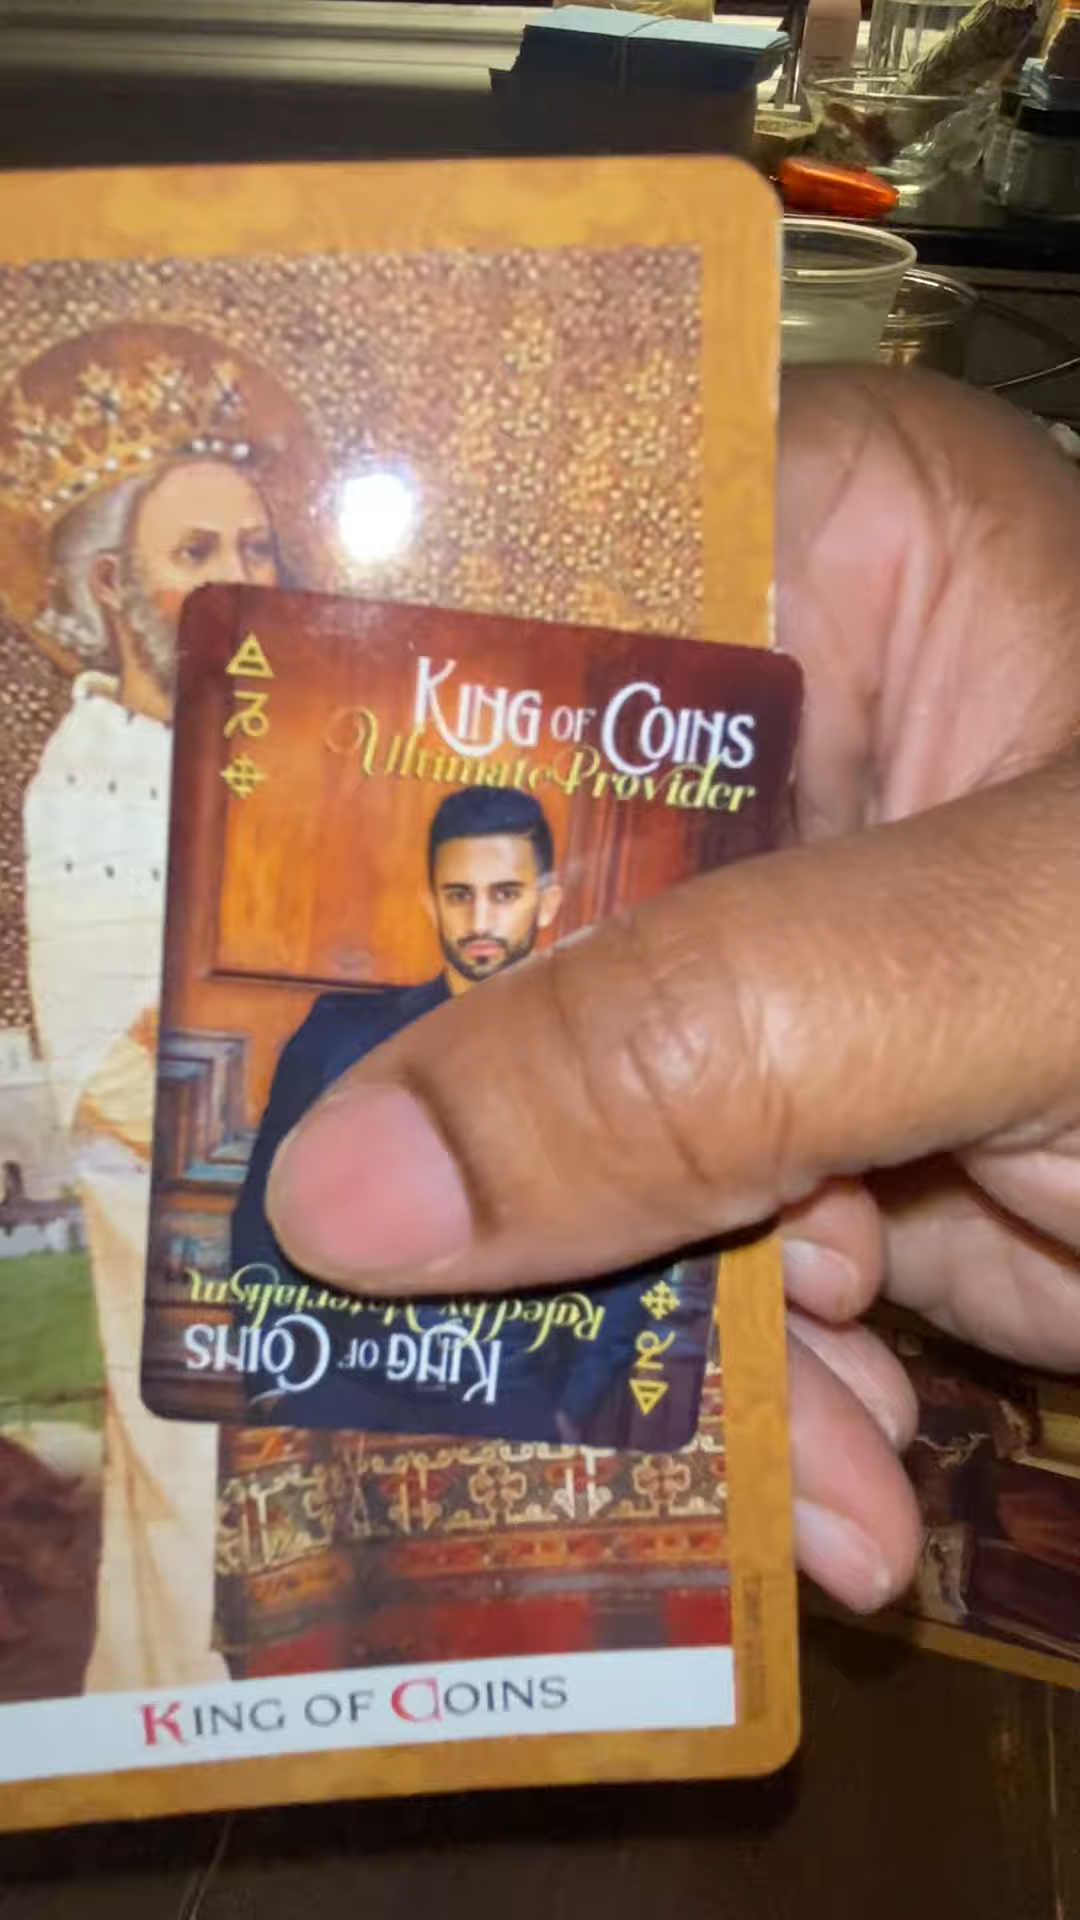 KING OF COINS
Ultimate Provider
Ruled by Materialism
KING OF COINS
KING OF COINS